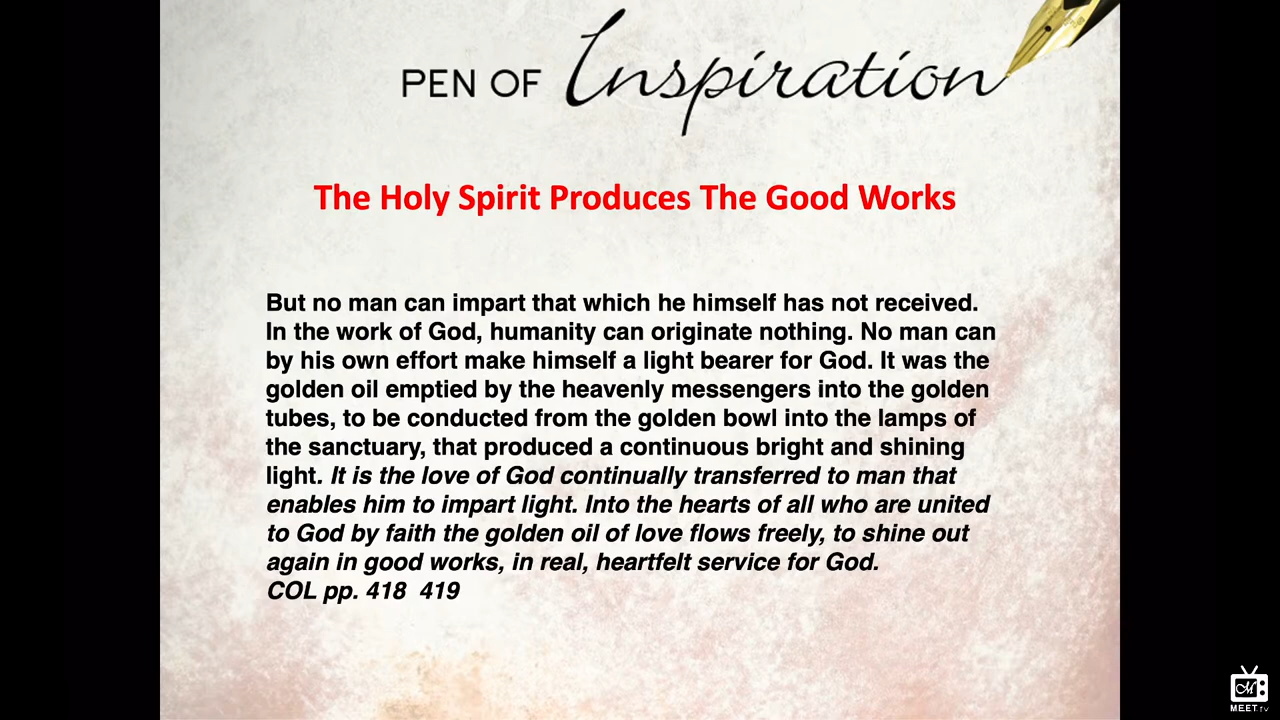 PEN OF Inspiration
The Holy Spirit Produces The Good Works
But no man can impart that which he himself has not received.
In the work of God, humanity can originate nothing. No man can
by his own effort make himself a light bearer for God. It was the
golden oil emptied by the heavenly messengers into the golden
tubes, to be conducted from the golden bowl into the lamps of
the sanctuary, that produced a continuous bright and shining
light. It is the love of God continually transferred to man that
enables him to impart light. Into the hearts of all who are united
to God by faith the golden oil of love flows freely, to shine out
again in good works, in real, heartfelt service for God.
COL pp. 418  419
M
MEET.TV